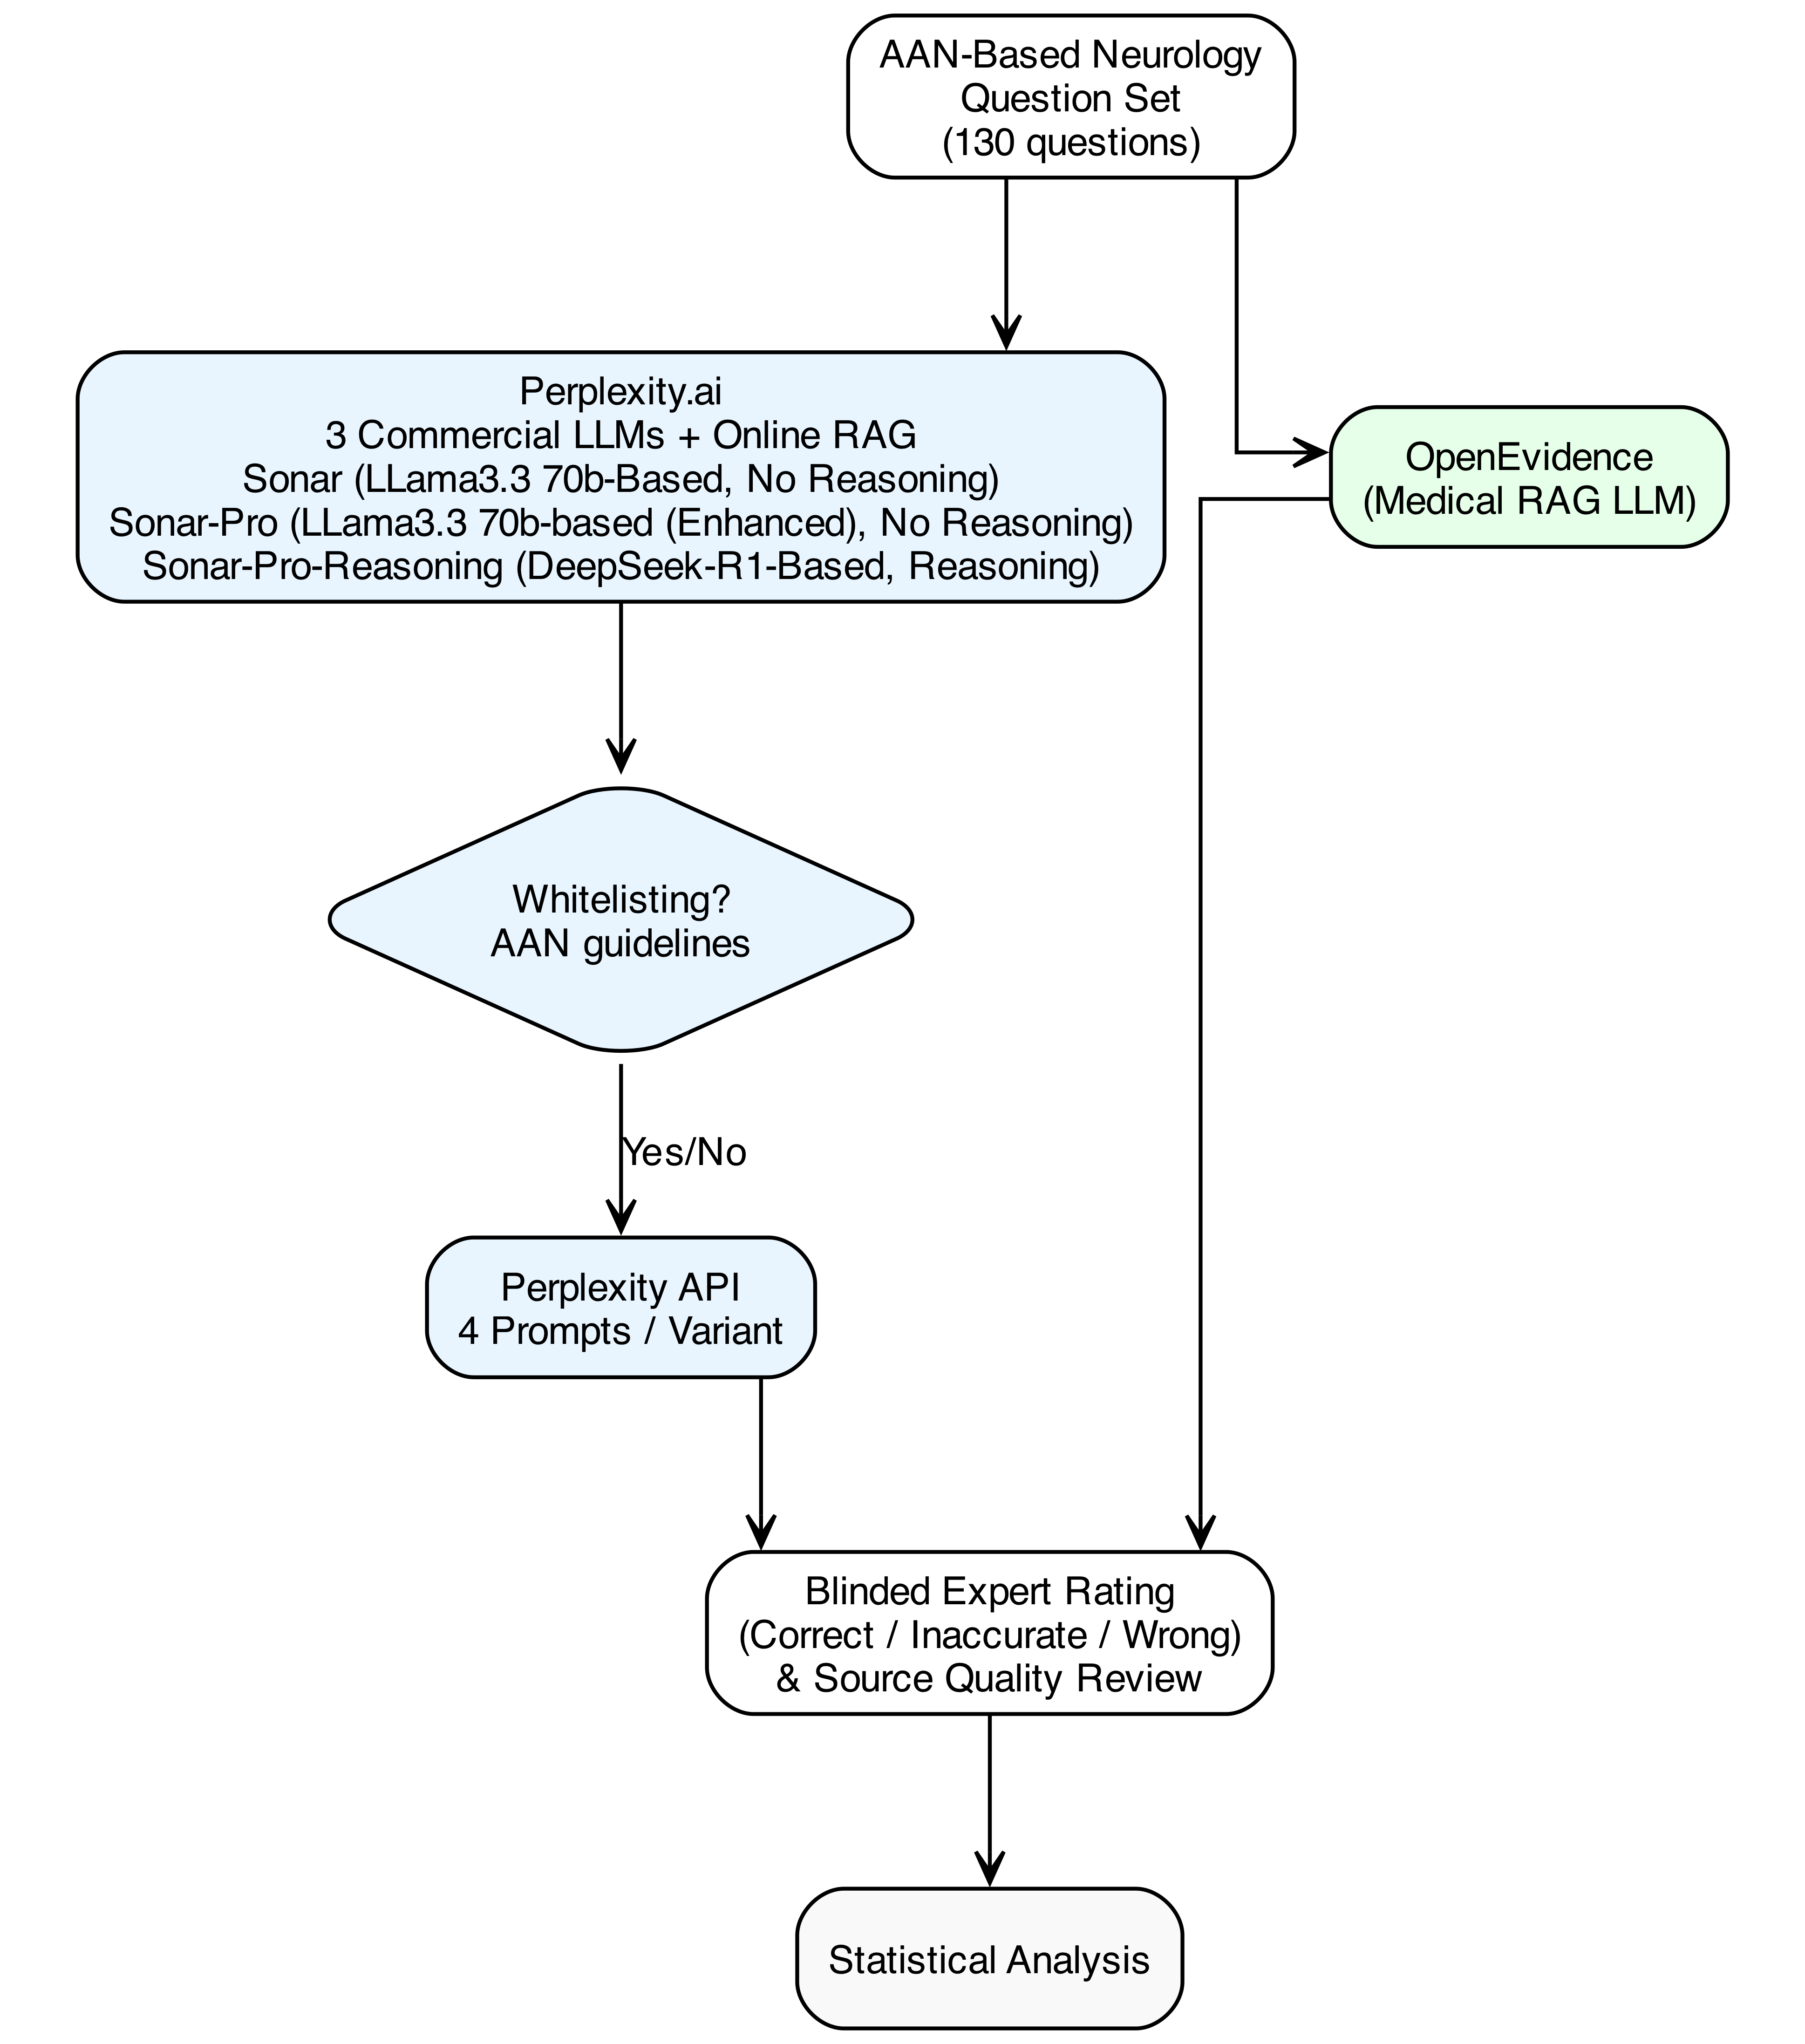 AAN-Based Neurology
Question Set
(130 questions)
Perplexity.ai
3 Commercial LLMs + Online RAG
Sonar (LLama3.3 70b-Based, No Reasoning)
Sonar-Pro (LLama3.3 70b-based (Enhanced), No Reasoning)
Sonar-Pro-Reasoning (DeepSeek-R1-Based, Reasoning)
OpenEvidence
(Medical RAG LLM)
Whitelisting?
AAN guidelines
Yes/No
Perplexity API
4 Prompts / Variant
Blinded Expert Rating
(Correct / Inaccurate / Wrong)
& Source Quality Review
Statistical Analysis